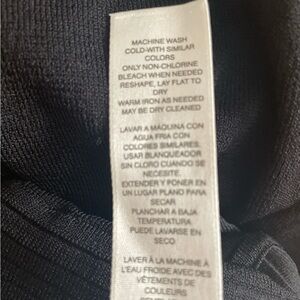 MACHINE WASH
COLD-WITH SIMILAR
COLORS
ONLY NON-CHLORINE
BLEACH WHEN NEEDED
RESHAPE, LAY FLAT TO
DRY
WARM IRON AS NEEDED
MAY BE DRY CLEANED
LAVAR A MAQUINA CON
AGUA FRIA CON
COLORES SIMILARES.
USAR BLANQUEADOR
SIN CLORO CUANDO SE
NECESITE.
EXTENDER Y PONER EN
UN LUGAR PLANO PARA
SECAR
PLANCHAR A BAJA
TEMPERATURA
PUEDE LAVARSE EN
SECO
LAVER À LA MACHINE À
L'EAU FROIDE AVEC DES
VÊTEMENTS DE
COULEURS